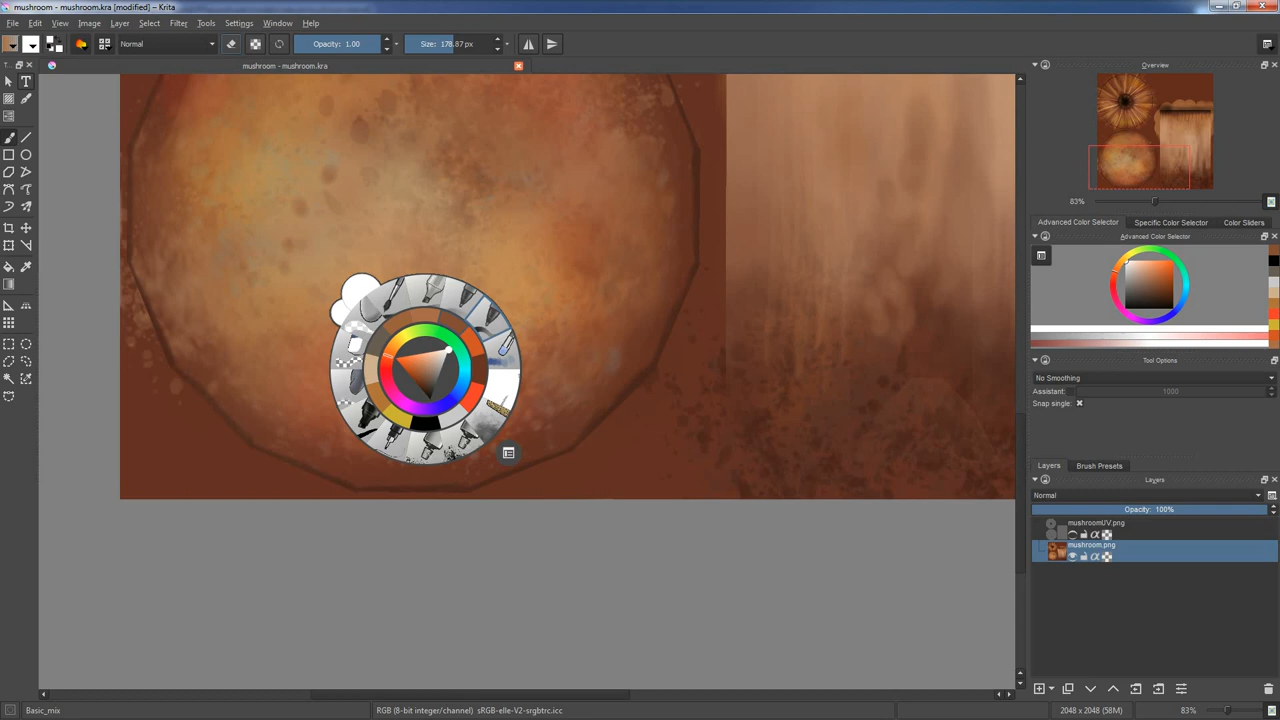 mushroom - mushroom.kra [modified] – Krita
File Edit View Image Layer Select Filter Tools Settings Window Help
Normal Opacity: 1.00 Size: 178.87 px
T...
mushroom - mushroom.kra
Overview
83%
Advanced Color Selector Specific Color Selector Color Sliders
Advanced Color Selector
Tool Options
No Smoothing
Assistant: 1000
Snap single:
Layers Brush Presets
Layers
Normal
Opacity: 100%
mushroomUV.png
mushroom.png
Basic_mix RGB (8-bit integer/channel) sRGB-elle-V2-srgbtrc.icc 2048 x 2048 (58M) 83%